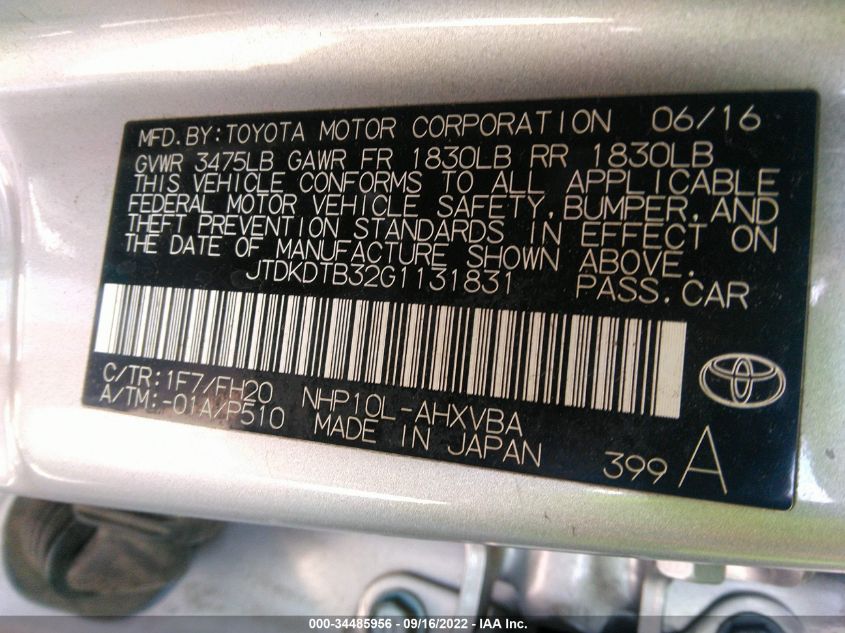 MFD.BY:TOYOTA MOTOR CORPORATION 06/16
GVWR 3475LB GAWR FR 1830LB RR 1830LB
THIS VEHICLE CONFORMS TO ALL APPLICABLE
FEDERAL MOTOR VEHICLE SAFETY,BUMPER,AND
THEFT PREVENTION STANDARDS IN EFFECT ON
THE DATE OF MANUFACTURE SHOWN ABOVE.
JTDKDTB32G1131831 PASS.CAR
C/TR:1F7/FH20 NHP10L-AHXVBA
A/TM:-01A/P510 MADE IN JAPAN
399 A
000-34485956 - 09/16/2022 - IAA Inc.